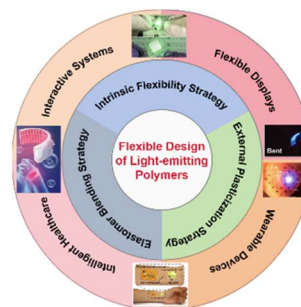 Interactive Systems
Flexible Displays
Intrinsic Flexibility Strategy
Flexible Design
of Light-emitting
Polymers
Elastomer Blending Strategy
External Plasticization Strategy
Bent
Intelligent Healthcare
Wearable Devices